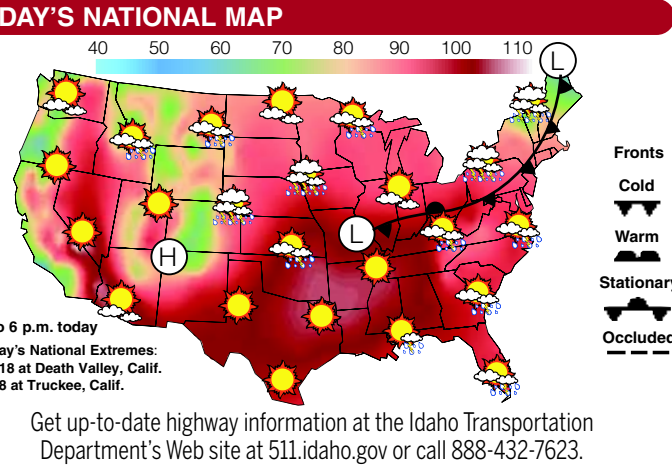 DAY'S NATIONAL MAP
40 50 60 70 80 90 100 110
L
H
L
Fronts
Cold
Warm
Stationary
Occluded
6 p.m. today
ay's National Extremes:
18 at Death Valley, Calif.
8 at Truckee, Calif.
Get up-to-date highway information at the Idaho Transportation
Department's Web site at 511.idaho.gov or call 888-432-7623.